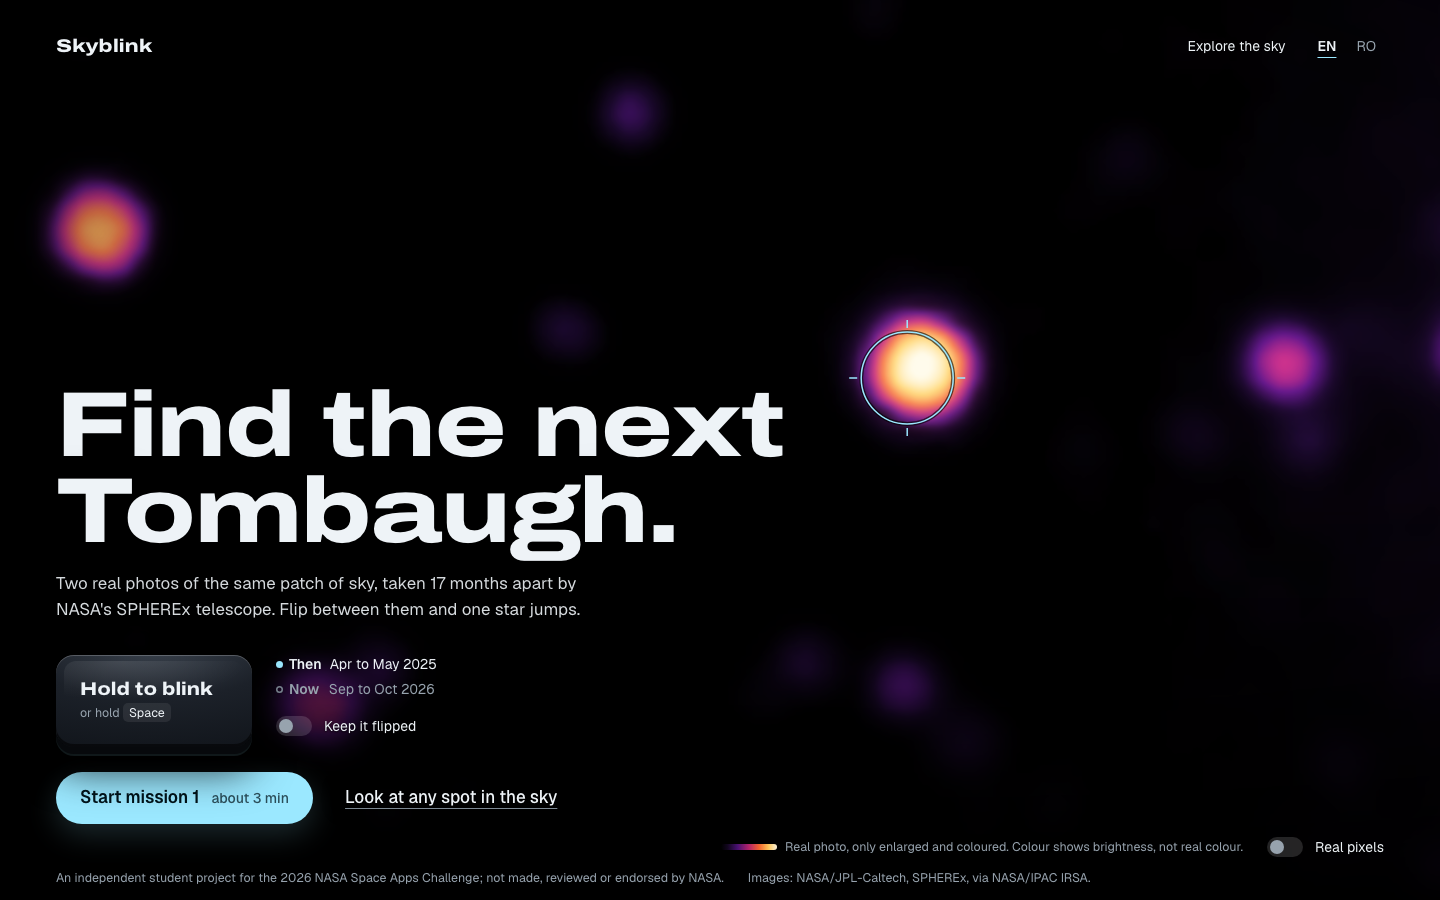 Skyblink
Explore the sky
EN
RO
Find the next
Tombaugh.
Two real photos of the same patch of sky, taken 17 months apart by
NASA's SPHEREx telescope. Flip between them and one star jumps.
Hold to blink
or hold Space
Then Apr to May 2025
Now Sep to Oct 2026
Keep it flipped
Start mission 1 about 3 min
Look at any spot in the sky
Real photo, only enlarged and coloured. Colour shows brightness, not real colour.
Real pixels
An independent student project for the 2026 NASA Space Apps Challenge; not made, reviewed or endorsed by NASA.
Images: NASA/JPL-Caltech, SPHEREx, via NASA/IPAC IRSA.